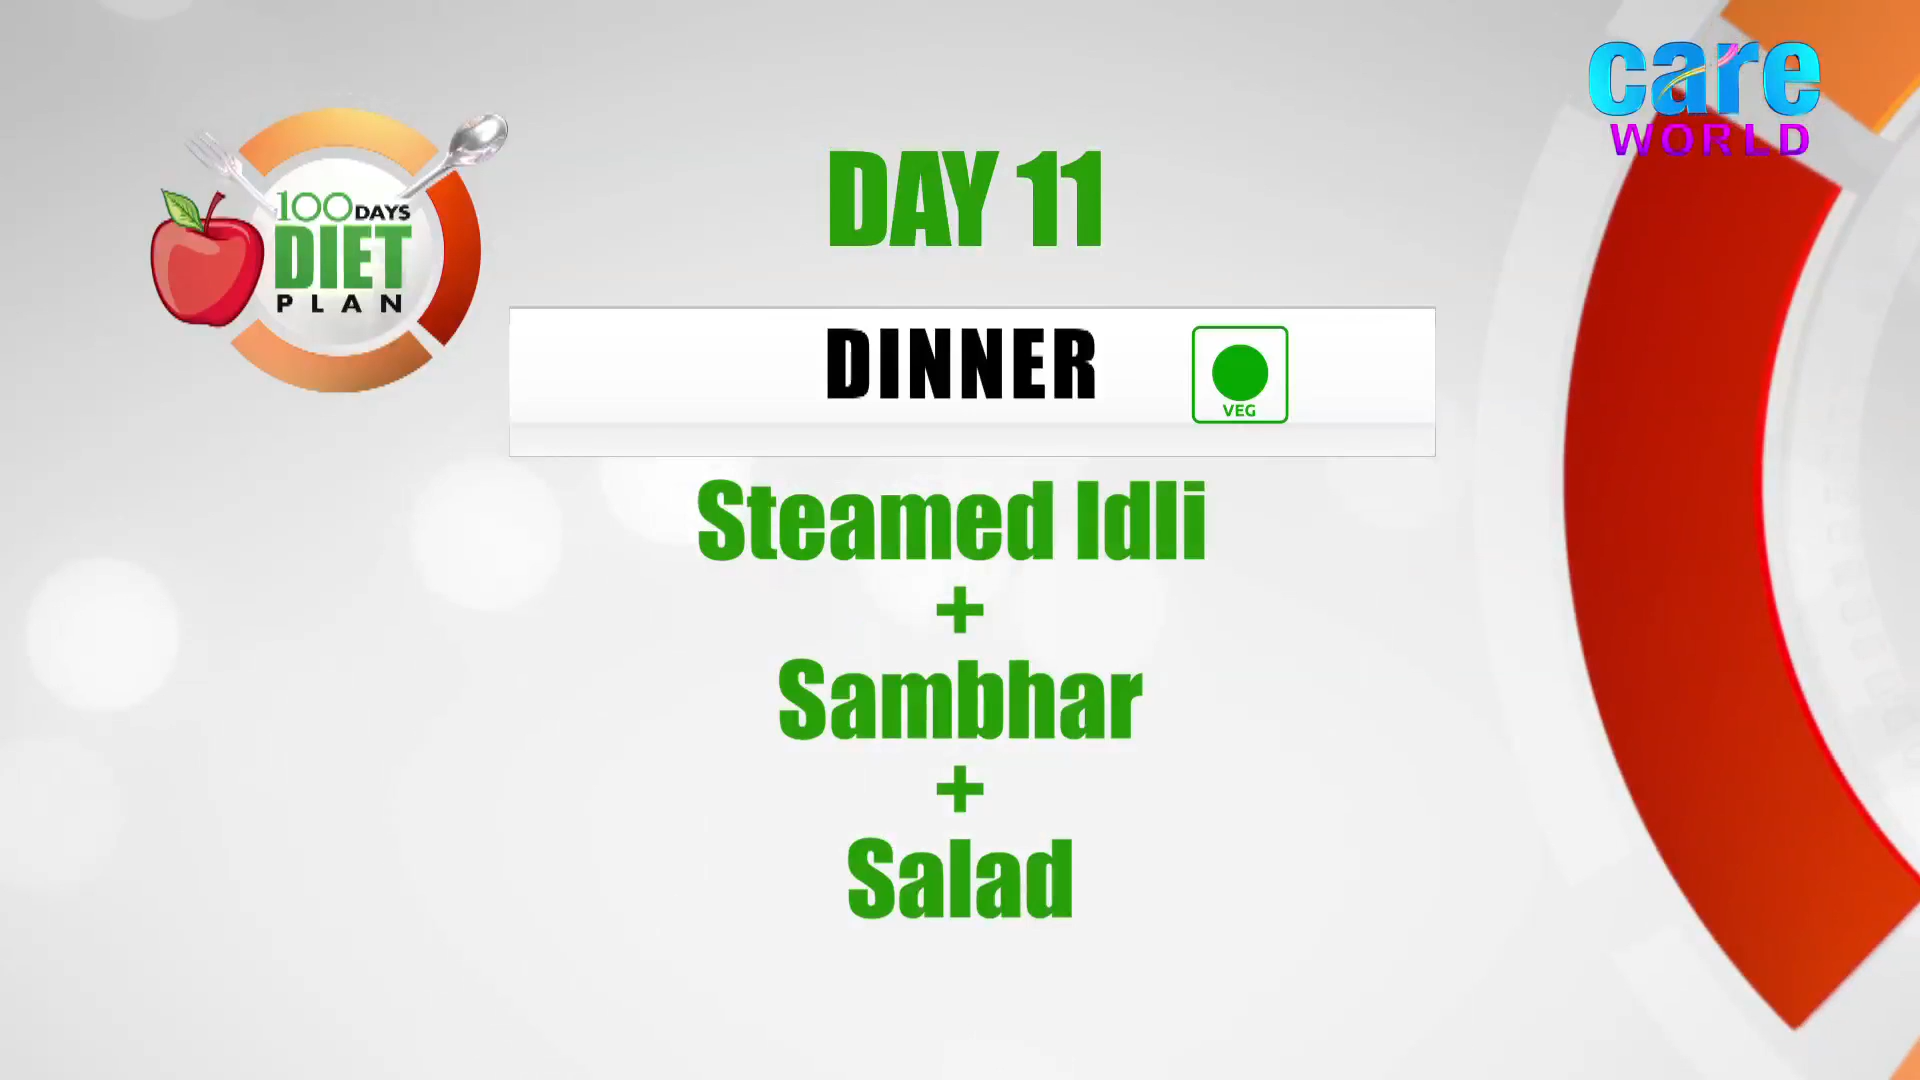 care
WORLD
100 DAYS
DIET
PLAN
DAY 11
DINNER
VEG
Steamed Idli
+
Sambhar
+
Salad